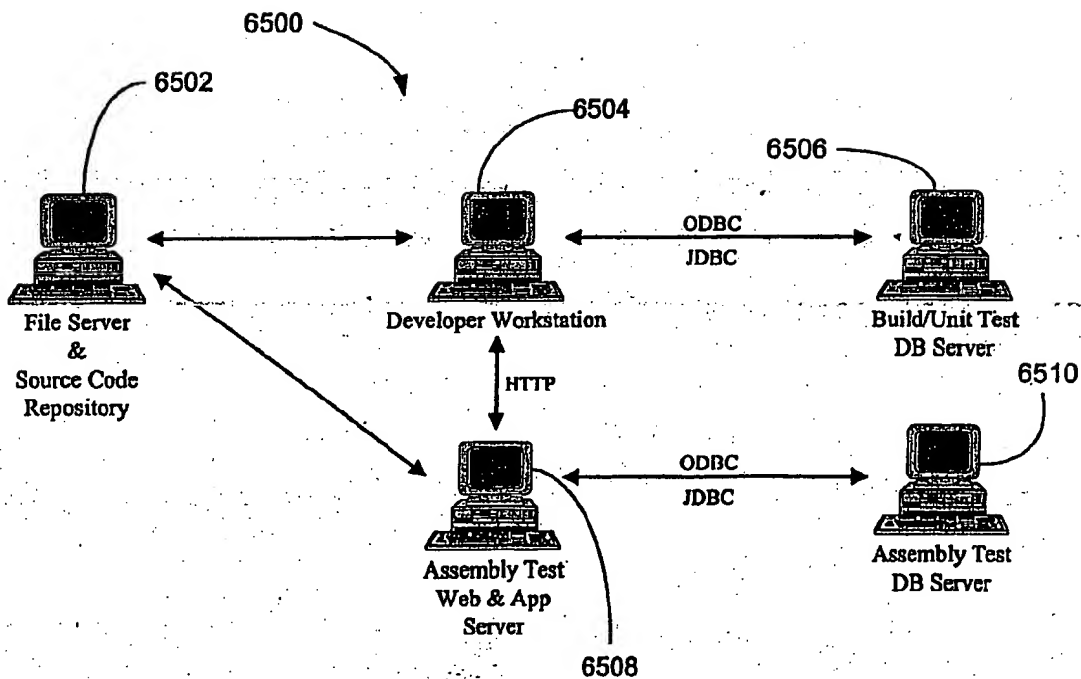 6500
6502
6504
6506
ODBC
JDBC
File Server
&
Source Code
Repository
Developer Workstation
Build/Unit Test
DB Server
HTTP
6510
ODBC
JDBC
Assembly Test
Web & App
Server
Assembly Test
DB Server
6508